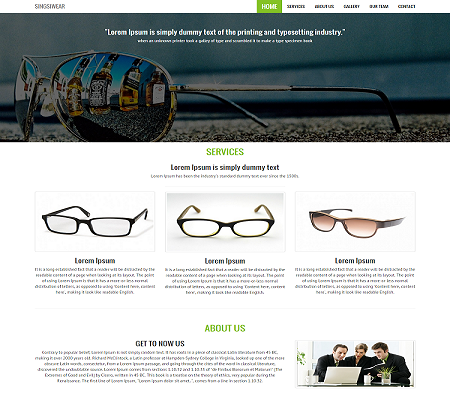 SINGSIWEAR
HOME SERVICES ABOUT US GALLERY OUR TEAM CONTACT
"Lorem Ipsum is simply dummy text of the printing and typesetting industry."
when an unknown printer took a galley of type and scrambled it to make a type specimen book
SERVICES
Lorem Ipsum is simply dummy text
Lorem Ipsum has been the industry's standard dummy text ever since the 1500s
Lorem Ipsum
It is a long established fact that a reader will be distracted by the
readable content of a page when looking at its layout. The point
of using Lorem Ipsum is that it has a more-or-less normal
distribution of letters, as opposed to using 'Content here, content
here', making it look like readable English.
Lorem Ipsum
It is a long established fact that a reader will be distracted by the
readable content of a page when looking at its layout. The point
of using Lorem Ipsum is that it has a more-or-less normal
distribution of letters, as opposed to using 'Content here, content
here', making it look like readable English.
Lorem Ipsum
It is a long established fact that a reader will be distracted by the
readable content of a page when looking at its layout. The point
of using Lorem Ipsum is that it has a more-or-less normal
distribution of letters, as opposed to using 'Content here, content
here', making it look like readable English.
ABOUT US
GET TO KNOW US
Contrary to popular belief, Lorem Ipsum is not simply random text. It has roots in a piece of classical Latin literature from 45 BC,
making it over 2000 years old. Richard McClintock, a Latin professor at Hampden-Sydney College in Virginia, looked up one of the more
obscure Latin words, consectetur, from a Lorem Ipsum passage, and going through the cites of the word in classical literature,
discovered the undoubtable source. Lorem Ipsum comes from sections 1.10.32 and 1.10.33 of "de Finibus Bonorum et Malorum" (The
Extremes of Good and Evil) by Cicero, written in 45 BC. This book is a treatise on the theory of ethics, very popular during the
Renaissance. The first line of Lorem Ipsum, "Lorem ipsum dolor sit amet..", comes from a line in section 1.10.32.